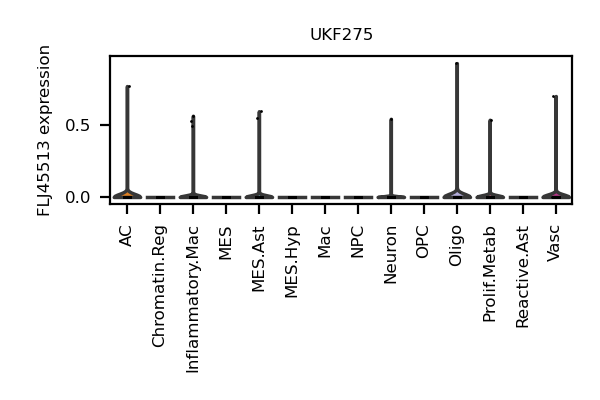 UKF275
FLJ45513 expression
0.5
0.0
AC
Chromatin.Reg
Inflammatory.Mac
MES
MES.Ast
MES.Hyp
Mac
NPC
Neuron
OPC
Oligo
Prolif.Metab
Reactive.Ast
Vasc